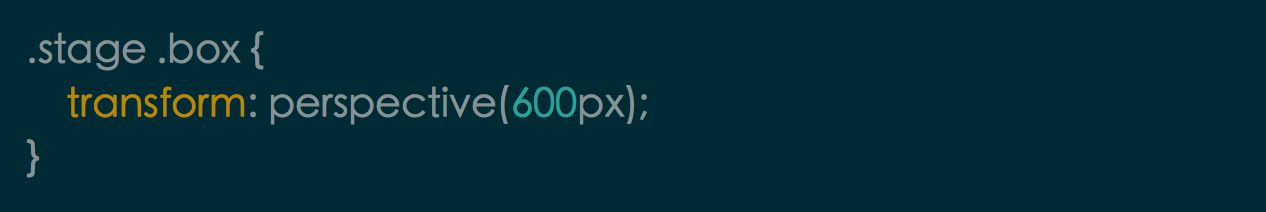 .stage .box {
    transform: perspective(600px);
}